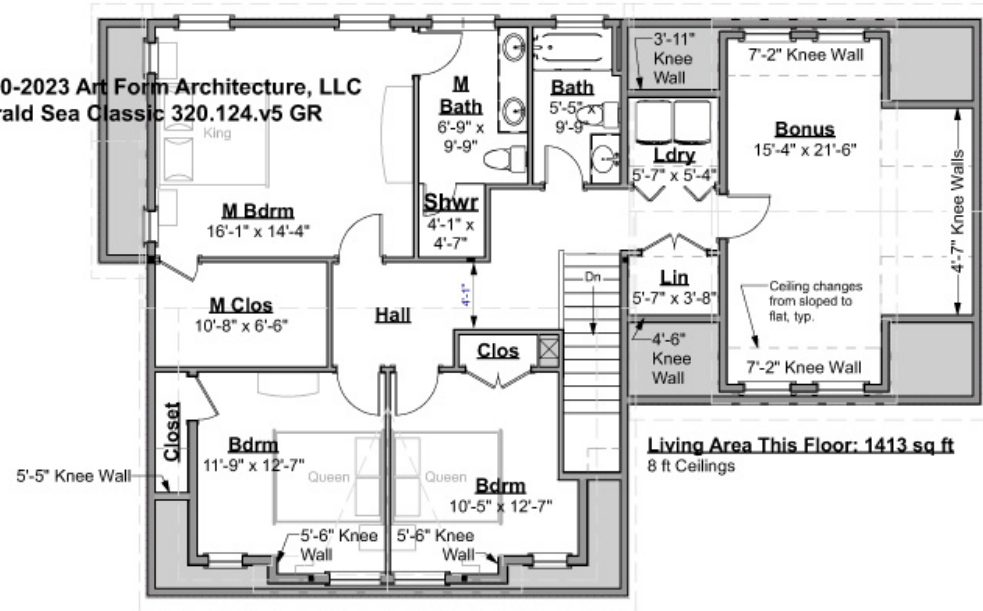 0-2023 Art Form Architecture, LLC
rald Sea Classic 320.124.v5 GR
King
M Bdrm
16'-1" x 14'-4"
M
Bath
6'-9" x
9'-9"
Bath
5'-5" x
9'-9"
3'-11"
Knee
Wall
7'-2" Knee Wall
Bonus
15'-4" x 21'-6"
Ldry
5'-7" x 5'-4"
Shwr
4'-1" x
4'-7"
4'-7" Knee Walls
M Clos
10'-8" x 6'-6"
Hall
4'-1"
Dn
Lin
5'-7" x 3'-8"
Ceiling changes
from sloped to
flat, typ.
4'-6"
Knee
Wall
7'-2" Knee Wall
Clos
Closet
5'-5" Knee Wall
Bdrm
11'-9" x 12'-7"
Queen
Queen
Bdrm
10'-5" x 12'-7"
5'-6" Knee
Wall
5'-6" Knee
Wall
Living Area This Floor: 1413 sq ft
8 ft Ceilings